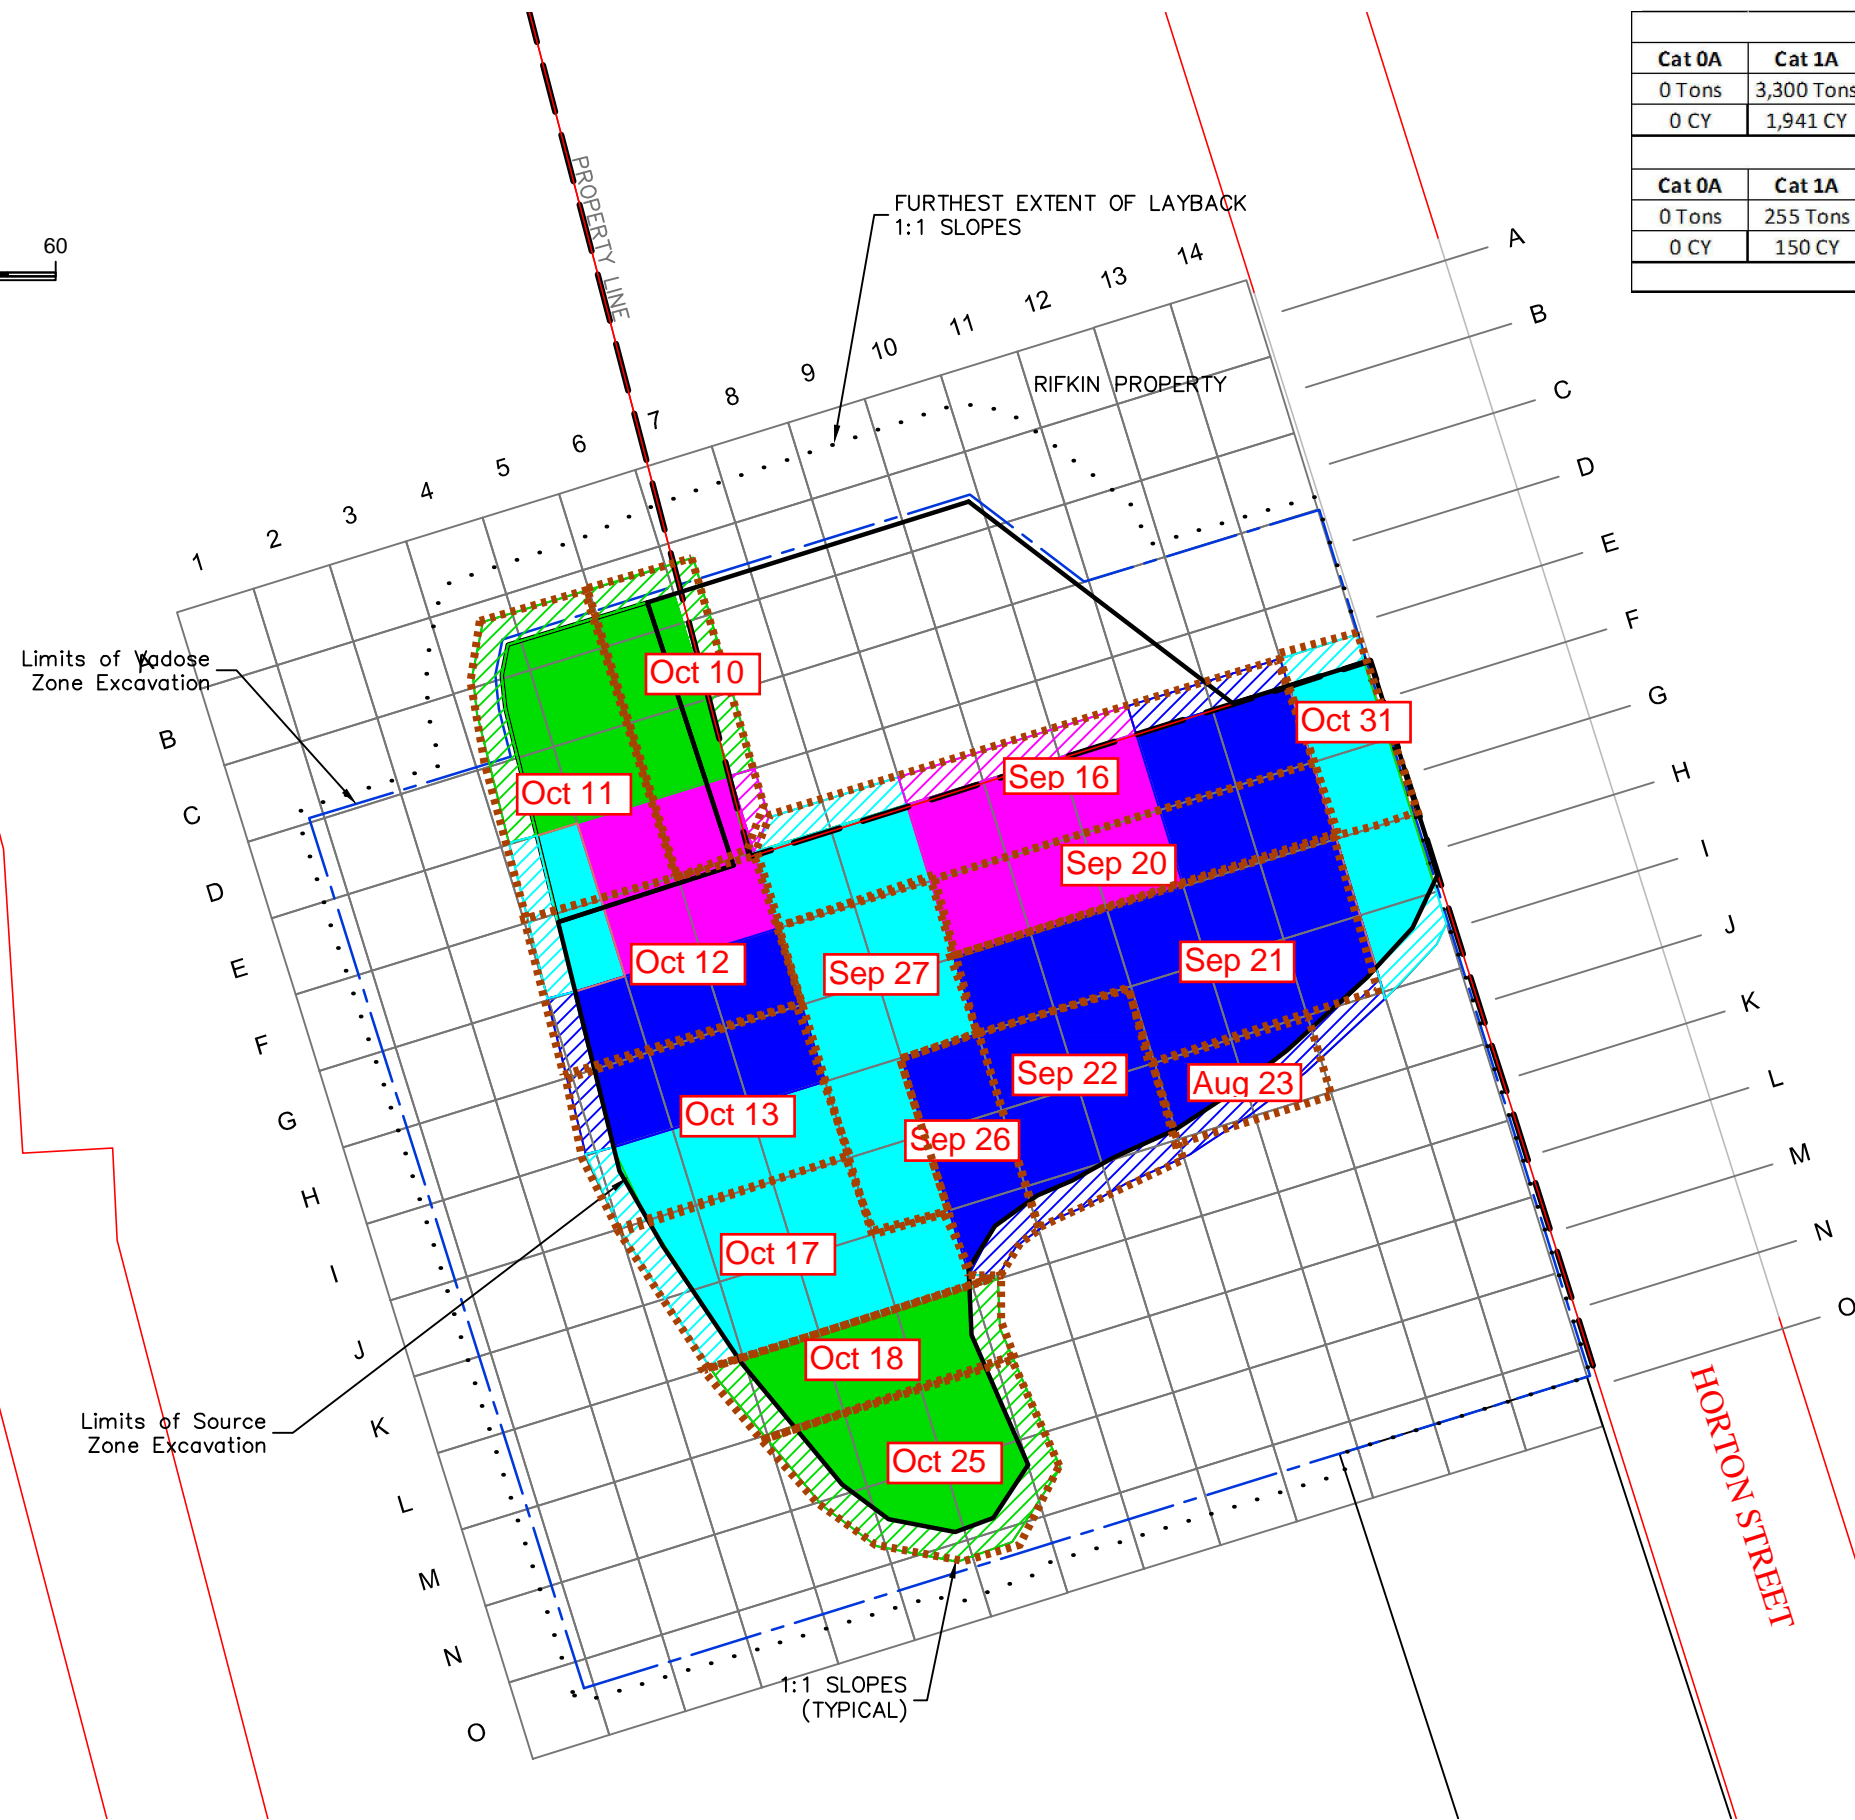 Cat 0A Cat 1A
0 Tons 3,300 Tons
0 CY 1,941 CY
Cat 0A Cat 1A
0 Tons 255 Tons
0 CY 150 CY
60
PROPERTY LINE
FURTHEST EXTENT OF LAYBACK
1:1 SLOPES
RIFKIN PROPERTY
1 2 3 4 5 6 7 8 9 10 11 12 13 14
A
B
C
D
E
F
G
H
I
J
K
L
M
N
O
Limits of Vadose
Zone Excavation
A
B
C
D
E
F
G
H
I
J
K
L
M
N
O
Oct 10
Oct 31
Oct 11
Sep 16
Sep 20
Oct 12
Sep 27
Sep 21
Sep 22
Aug 23
Oct 13
Sep 26
Oct 17
Oct 18
Oct 25
Limits of Source
Zone Excavation
1:1 SLOPES
(TYPICAL)
HORTON STREET